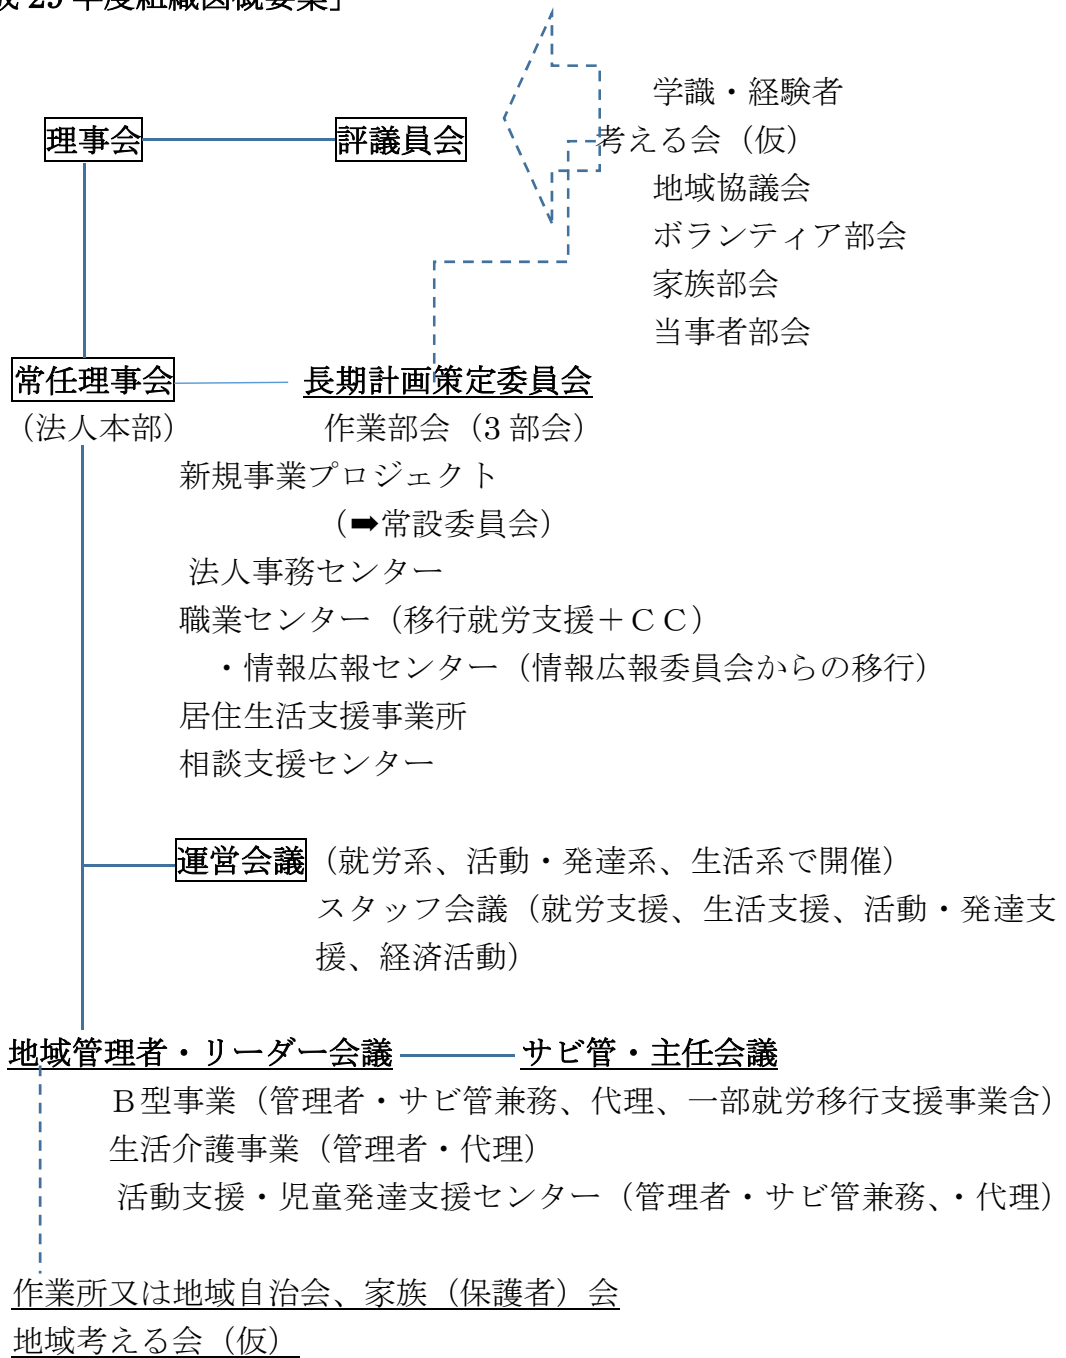 25 年度組織図概要案」
学識・経験者
理事会 評議員会 考える会（仮）
地域協議会
ボランティア部会
家族部会
当事者部会
常任理事会 長期計画策定委員会
（法人本部） 作業部会（3 部会）
新規事業プロジェクト
（➡常設委員会）
法人事務センター
職業センター（移行就労支援＋ＣＣ）
・情報広報センター（情報広報委員会からの移行）
居住生活支援事業所
相談支援センター
運営会議（就労系、活動・発達系、生活系で開催）
スタッフ会議（就労支援、生活支援、活動・発達支
援、経済活動）
地域管理者・リーダー会議 サビ管・主任会議
Ｂ型事業（管理者・サビ管兼務、代理、一部就労移行支援事業含）
生活介護事業（管理者・代理）
活動支援・児童発達支援センター（管理者・サビ管兼務、・代理）
作業所又は地域自治会、家族（保護者）会
地域考える会（仮）